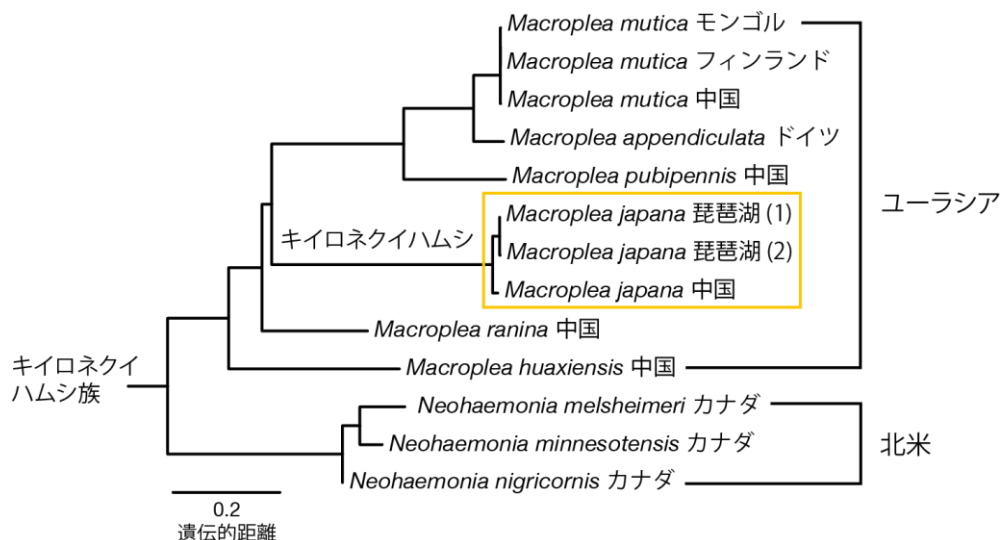 Macroplea mutica モンゴル
Macroplea mutica フィンランド
Macroplea mutica 中国
Macroplea appendiculata ドイツ
Macroplea pubipennis 中国
ユーラシア
Macroplea japana 琵琶湖 (1)
キイロネクイハムシ
Macroplea japana 琵琶湖 (2)
Macroplea japana 中国
Macroplea ranina 中国
キイロネクイ
ハムシ族
Macroplea huaxiensis 中国
Neohaemonia melsheimeri カナダ
Neohaemonia minnesotensis カナダ
北米
Neohaemonia nigricornis カナダ
0.2
遺伝的距離